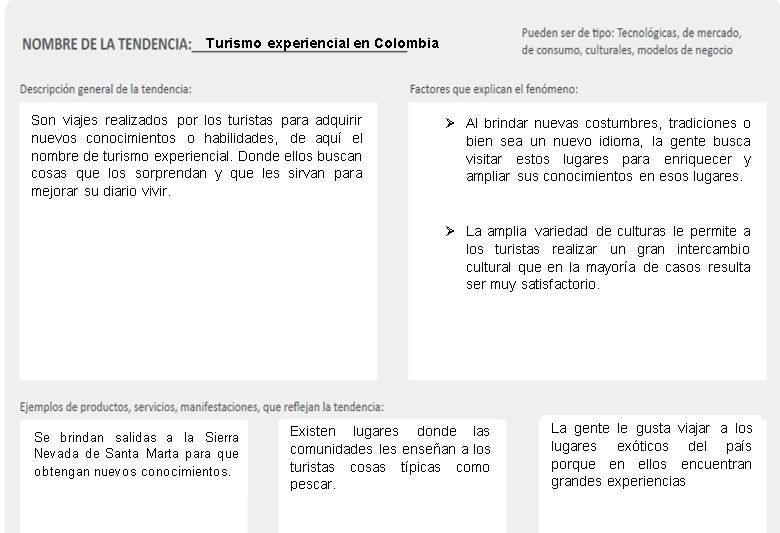 NOMBRE DE LA TENDENCIA: Turismo experiencial en Colombia
Pueden ser de tipo: Tecnológicas, de mercado,
de consumo, culturales, modelos de negocio
Descripción general de la tendencia:
Son viajes realizados por los turistas para adquirir
nuevos conocimientos o habilidades, de aquí el
nombre de turismo experiencial. Donde ellos buscan
cosas que los sorprendan y que les sirvan para
mejorar su diario vivir.
Factores que explican el fenómeno:
➢ Al brindar nuevas costumbres, tradiciones o
bien sea un nuevo idioma, la gente busca
visitar estos lugares para enriquecer y
ampliar sus conocimientos en esos lugares.
➢ La amplia variedad de culturas le permite a
los turistas realizar un gran intercambio
cultural que en la mayoría de casos resulta
ser muy satisfactorio.
Ejemplos de productos, servicios, manifestaciones, que reflejan la tendencia:
Se brindan salidas a la Sierra
Nevada de Santa Marta para que
obtengan nuevos conocimientos.
Existen lugares donde las
comunidades les enseñan a los
turistas cosas típicas como
pescar.
La gente le gusta viajar a los
lugares exóticos del país
porque en ellos encuentran
grandes experiencias